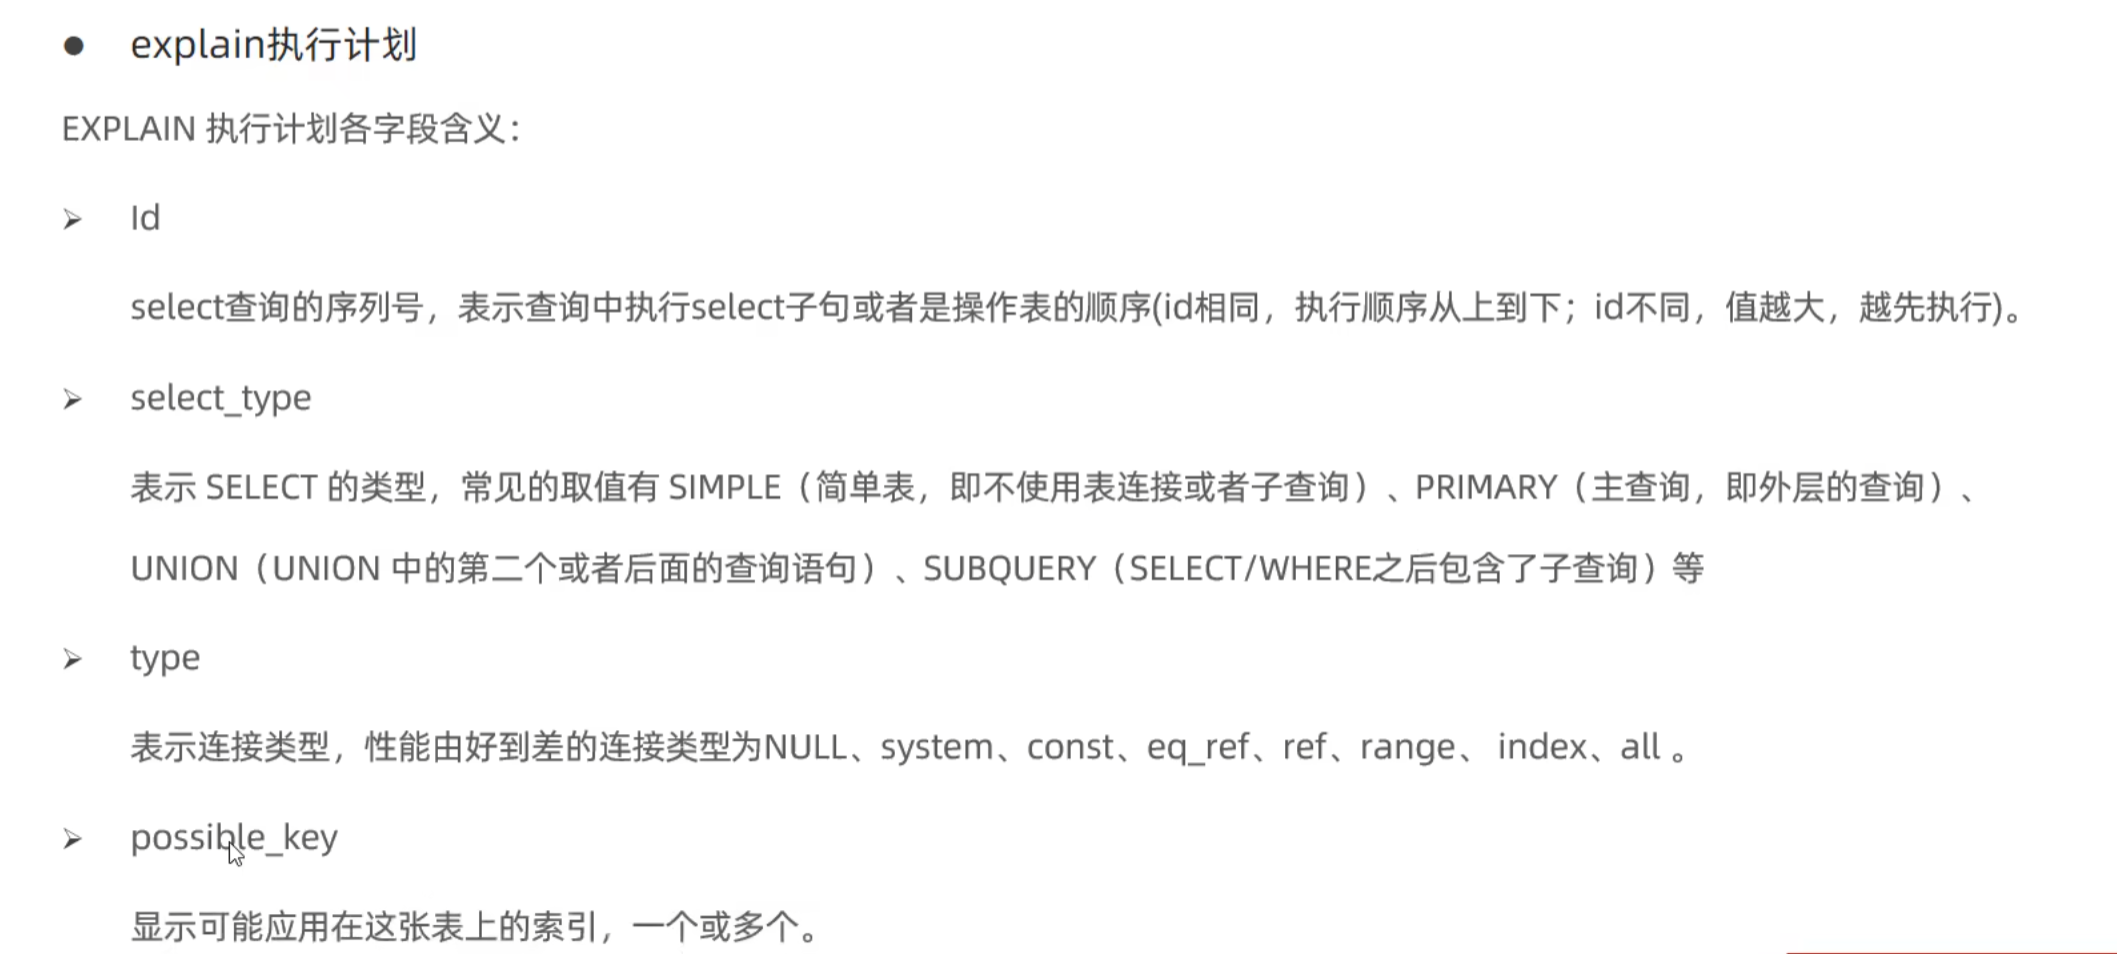 ● explain执行计划
EXPLAIN 执行计划各字段含义：
➢ Id
select查询的序列号，表示查询中执行select子句或者是操作表的顺序(id相同，执行顺序从上到下；id不同，值越大，越先执行)。
➢ select_type
表示 SELECT 的类型，常见的取值有 SIMPLE（简单表，即不使用表连接或者子查询）、PRIMARY（主查询，即外层的查询）、
UNION（UNION 中的第二个或者后面的查询语句）、SUBQUERY（SELECT/WHERE之后包含了子查询）等
➢ type
表示连接类型，性能由好到差的连接类型为NULL、system、const、eq_ref、ref、range、 index、all 。
➢ possible_key
显示可能应用在这张表上的索引，一个或多个。